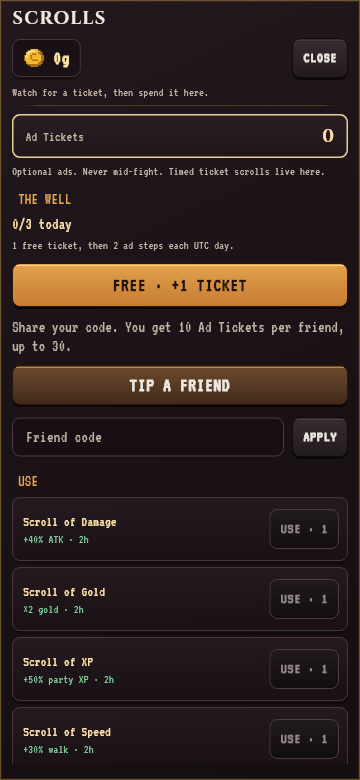 SCROLLS
0g
CLOSE
Watch for a ticket, then spend it here.
Ad Tickets
0
Optional ads. Never mid-fight. Timed ticket scrolls live here.
THE WELL
0/3 today
1 free ticket, then 2 ad steps each UTC day.
FREE · +1 TICKET
Share your code. You get 10 Ad Tickets per friend,
up to 30.
TIP A FRIEND
Friend code
APPLY
USE
Scroll of Damage
+40% ATK · 2h
USE · 1
Scroll of Gold
×2 gold · 2h
USE · 1
Scroll of XP
+50% party XP · 2h
USE · 1
Scroll of Speed
+30% walk · 2h
USE · 1